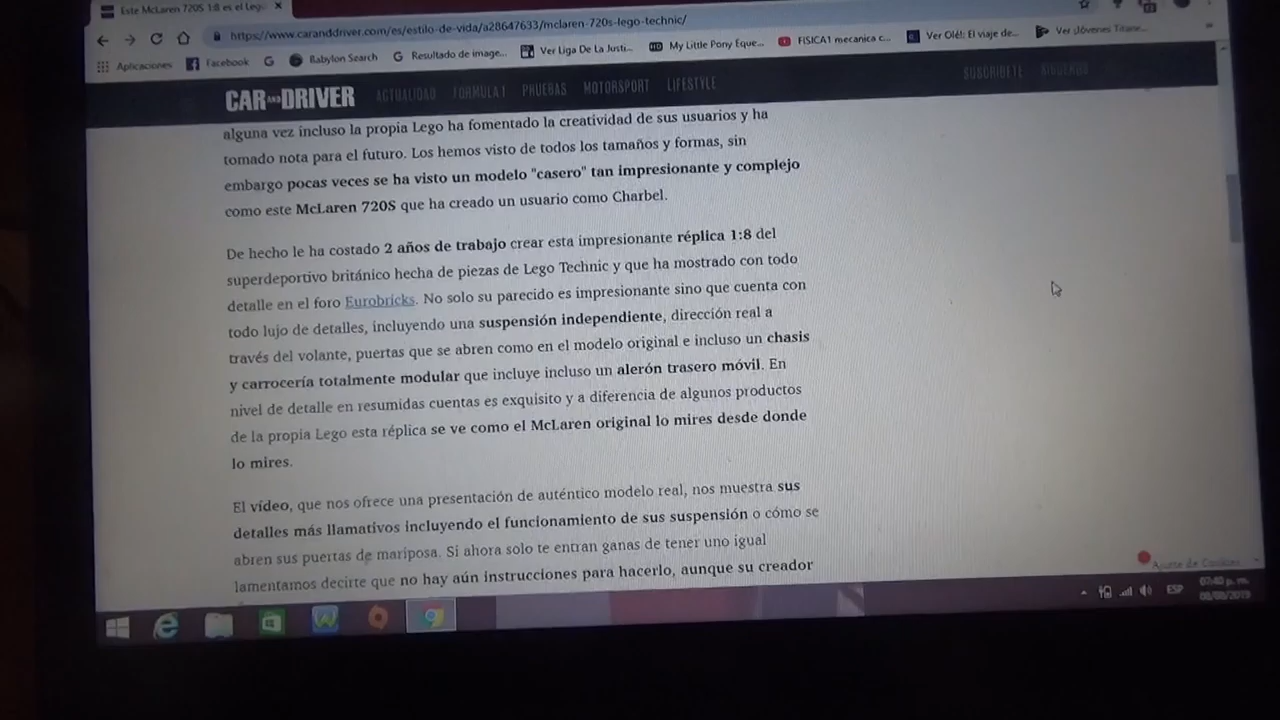 Este McLaren 720S 1:8 es el Lego
https://www.caranddriver.com/es/estilo-de-vida/a28647633/mclaren-720s-lego-technic/
Aplicaciones Facebook Babylon Search Resultado de image... Ver Liga De La Justi... My Little Pony Eque... FISICA1 mecanica c... Ver Olé!: El viaje de... Ver ¡Jóvenes Titane...
CAR AND DRIVER ACTUALIDAD FÓRMULA 1 PRUEBAS MOTORSPORT LIFESTYLE SUSCRÍBETE SÍGUENOS
alguna vez incluso la propia Lego ha fomentado la creatividad de sus usuarios y ha
tomado nota para el futuro. Los hemos visto de todos los tamaños y formas, sin
embargo pocas veces se ha visto un modelo "casero" tan impresionante y complejo
como este McLaren 720S que ha creado un usuario como Charbel.
De hecho le ha costado 2 años de trabajo crear esta impresionante réplica 1:8 del
superdeportivo británico hecha de piezas de Lego Technic y que ha mostrado con todo
detalle en el foro Eurobricks. No solo su parecido es impresionante sino que cuenta con
todo lujo de detalles, incluyendo una suspensión independiente, dirección real a
través del volante, puertas que se abren como en el modelo original e incluso un chasis
y carrocería totalmente modular que incluye incluso un alerón trasero móvil. En
nivel de detalle en resumidas cuentas es exquisito y a diferencia de algunos productos
de la propia Lego esta réplica se ve como el McLaren original lo mires desde donde
lo mires.
El vídeo, que nos ofrece una presentación de auténtico modelo real, nos muestra sus
detalles más llamativos incluyendo el funcionamiento de sus suspensión o cómo se
abren sus puertas de mariposa. Si ahora solo te entran ganas de tener uno igual
lamentamos decirte que no hay aún instrucciones para hacerlo, aunque su creador
Ajuste de Cookies
ESP
07:40 p. m.
08/08/2019